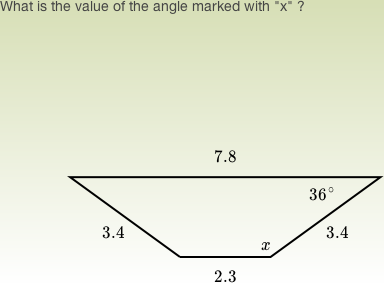 What is the value of the angle marked with "x" ?
7.8
36°
3.4
3.4
x
2.3